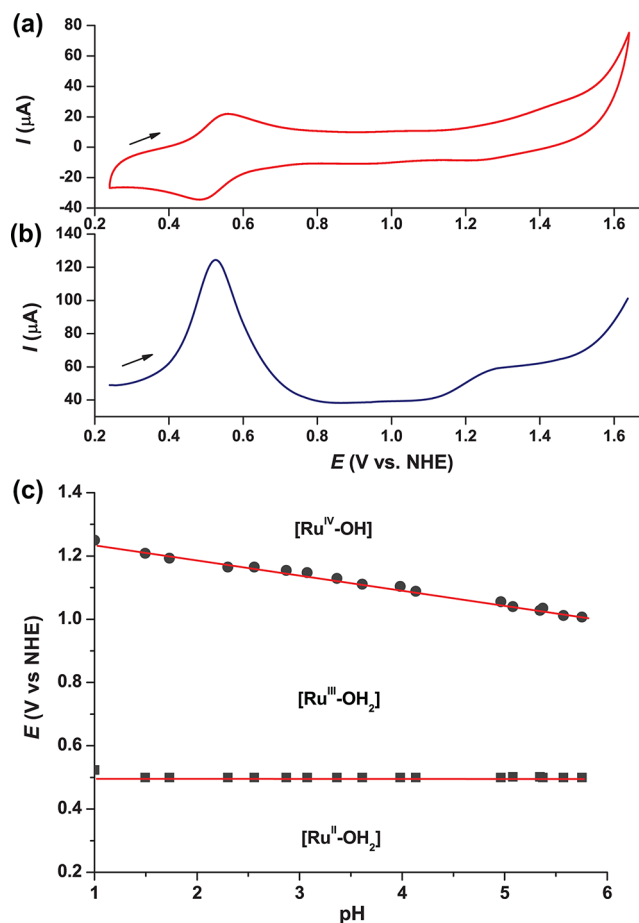 (a)
80
60
40
20
0
-20
-40
I (μA)
0.2 0.4 0.6 0.8 1.0 1.2 1.4 1.6
(b)
140
120
100
80
60
40
I (μA)
0.2 0.4 0.6 0.8 1.0 1.2 1.4 1.6
E (V vs. NHE)
(c)
1.4
1.2
1.0
0.8
0.6
0.4
0.2
E (V vs NHE)
[Ru^IV-OH]
[Ru^III-OH₂]
[Ru^II-OH₂]
1 2 3 4 5 6
pH